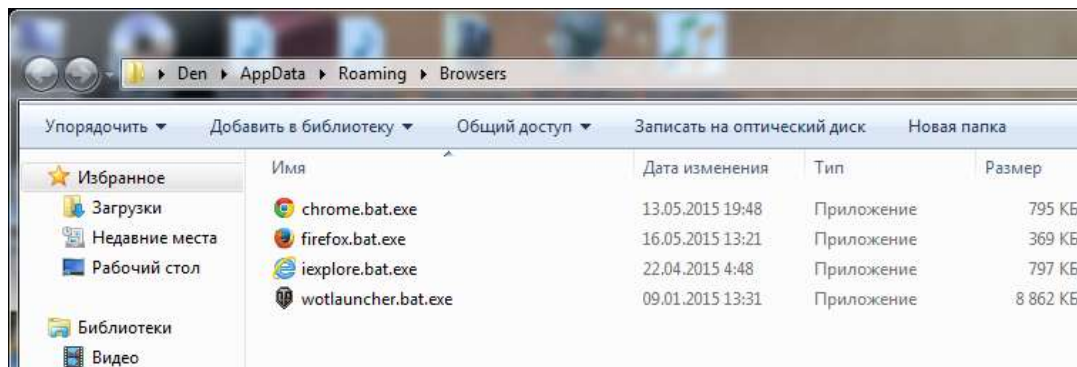 Den AppData Roaming Browsers
Упорядочить Добавить в библиотеку Общий доступ Записать на оптический диск Новая папка
Избранное
Загрузки
Недавние места
Рабочий стол
Библиотеки
Видео
Имя Дата изменения Тип Размер
chrome.bat.exe 13.05.2015 19:48 Приложение 795 КБ
firefox.bat.exe 16.05.2015 13:21 Приложение 369 КБ
iexplore.bat.exe 22.04.2015 4:48 Приложение 797 КБ
wotlauncher.bat.exe 09.01.2015 13:31 Приложение 8 862 КБ